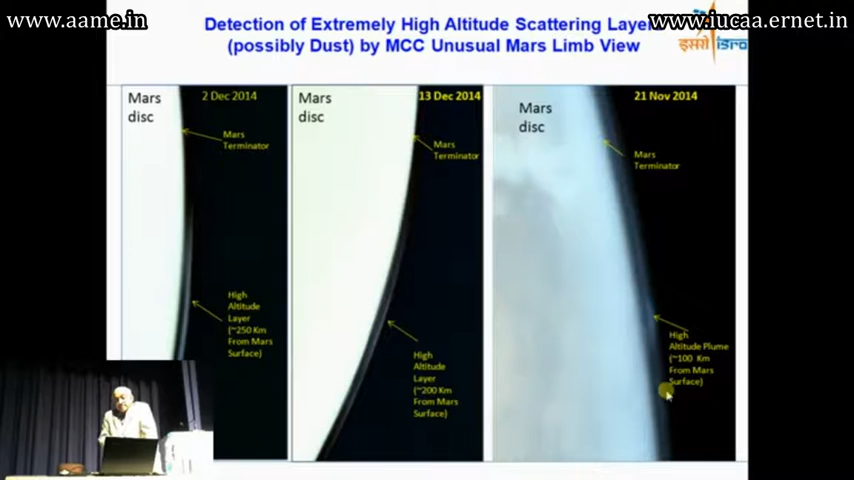 www.aame.in
www.iucaa.ernet.in
Detection of Extremely High Altitude Scattering Layer
(possibly Dust) by MCC Unusual Mars Limb View
इसरो isro
Mars
disc
2 Dec 2014
Mars
Terminator
High
Altitude
Layer
(~250 Km
From Mars
Surface)
Mars
disc
13 Dec 2014
Mars
Terminator
High
Altitude
Layer
(~200 Km
From Mars
Surface)
Mars
disc
21 Nov 2014
Mars
Terminator
High
Altitude Plume
(~100 Km
From Mars
Surface)